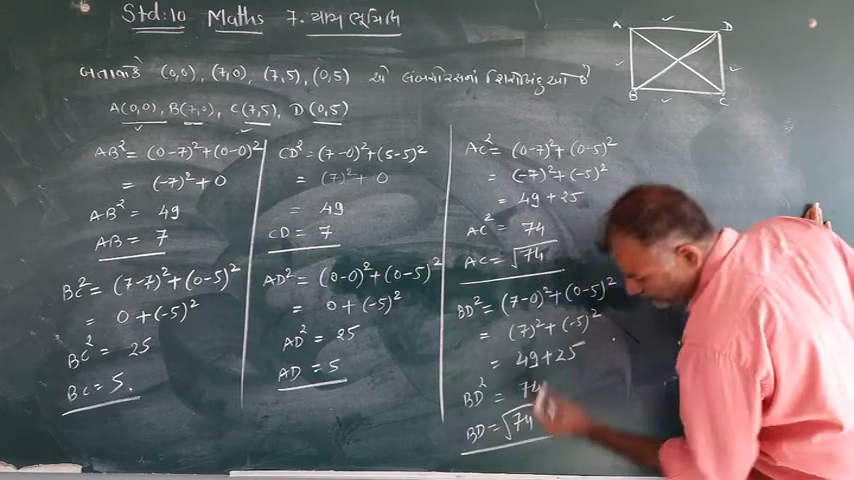 Std:10 Maths 7. યામ ભૂમિતિ
બતાવો કે (0,0), (7,0), (7,5), (0,5) એ લંબચોરસનાં શિરોબિંદુઓ છે
A(0,0), B(7,0), C(7,5), D(0,5)
AB² = (0-7)² + (0-0)²
= (-7)² + 0
AB² = 49
AB = 7
BC² = (7-7)² + (0-5)²
= 0 + (-5)²
BC² = 25
BC = 5.
CD² = (7-0)² + (5-5)²
= (7)² + 0
= 49
CD = 7
AD² = (0-0)² + (0-5)²
= 0 + (-5)²
AD² = 25
AD = 5
AC² = (0-7)² + (0-5)²
= (-7)² + (-5)²
= 49 + 25
AC² = 74
AC = √74
BD² = (7-0)² + (0-5)²
= (7)² + (-5)²
= 49 + 25
BD² = 74
BD = √74
A D
B C